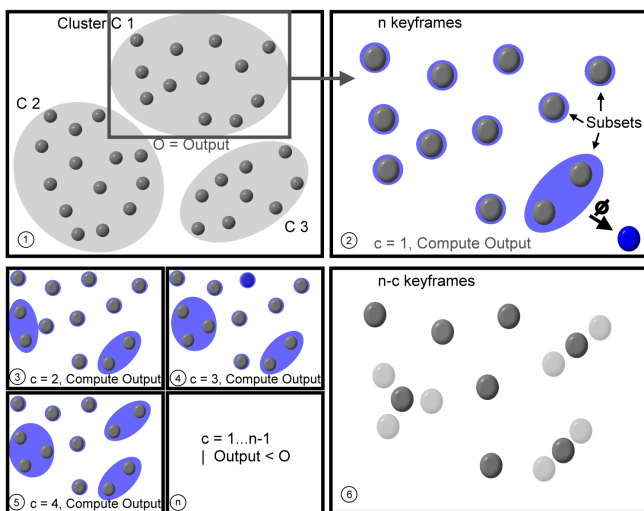 Cluster C 1
C 2
O = Output
C 3
1
n keyframes
Subsets
ϕ
2
c = 1, Compute Output
3
c = 2, Compute Output
4
c = 3, Compute Output
5
c = 4, Compute Output
c = 1...n-1
| Output < O
n
n-c keyframes
6